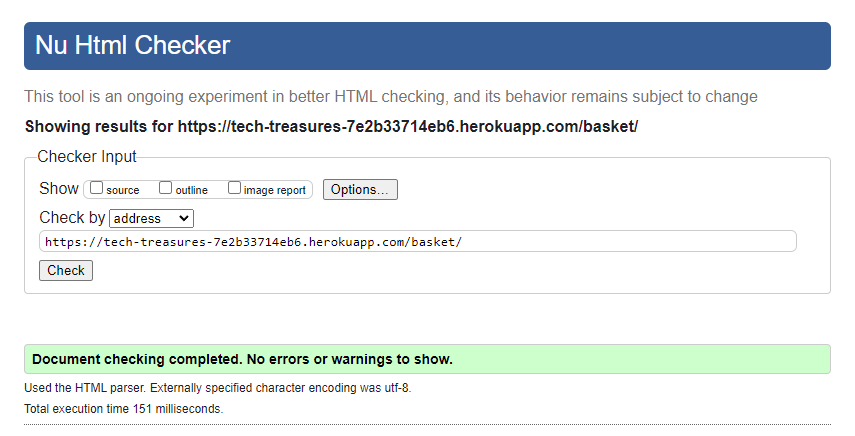 Nu Html Checker
This tool is an ongoing experiment in better HTML checking, and its behavior remains subject to change
Showing results for https://tech-treasures-7e2b33714eb6.herokuapp.com/basket/
Checker Input
Show source outline image report Options...
Check by address
https://tech-treasures-7e2b33714eb6.herokuapp.com/basket/
Check
Document checking completed. No errors or warnings to show.
Used the HTML parser. Externally specified character encoding was utf-8.
Total execution time 151 milliseconds.